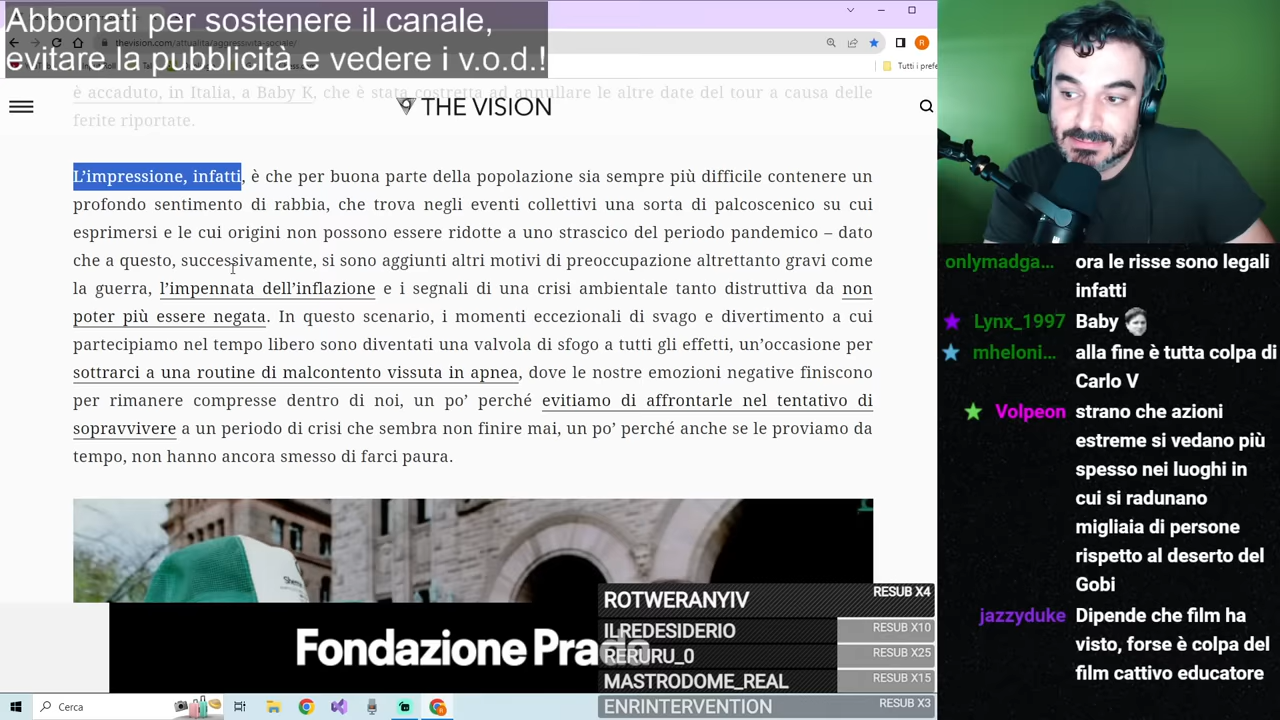 Abbonati per sostenere il canale,
evitare la pubblicità e vedere i v.o.d.!
thevision.com/attualita/aggressivita-sociale/
Tutti i prefe
è accaduto, in Italia, a Baby K, che è stata costretta ad annullare le altre date del tour a causa delle
ferite riportate.
THE VISION
L'impressione, infatti, è che per buona parte della popolazione sia sempre più difficile contenere un
profondo sentimento di rabbia, che trova negli eventi collettivi una sorta di palcoscenico su cui
esprimersi e le cui origini non possono essere ridotte a uno strascico del periodo pandemico – dato
che a questo, successivamente, si sono aggiunti altri motivi di preoccupazione altrettanto gravi come
la guerra, l'impennata dell'inflazione e i segnali di una crisi ambientale tanto distruttiva da non
poter più essere negata. In questo scenario, i momenti eccezionali di svago e divertimento a cui
partecipiamo nel tempo libero sono diventati una valvola di sfogo a tutti gli effetti, un'occasione per
sottrarci a una routine di malcontento vissuta in apnea, dove le nostre emozioni negative finiscono
per rimanere compresse dentro di noi, un po' perché evitiamo di affrontarle nel tentativo di
sopravvivere a un periodo di crisi che sembra non finire mai, un po' perché anche se le proviamo da
tempo, non hanno ancora smesso di farci paura.
Fondazione Prada
ROTWERANYIV RESUB X4
ILREDESIDERIO RESUB X10
RERURU_0 RESUB X25
MASTRODOME_REAL RESUB X15
ENRINTERVENTION RESUB X3
Cerca
onlymadga... ora le risse sono legali
infatti
Lynx_1997 Baby
mheloni... alla fine è tutta colpa di
Carlo V
Volpeon strano che azioni
estreme si vedano più
spesso nei luoghi in
cui si radunano
migliaia di persone
rispetto al deserto del
Gobi
jazzyduke Dipende che film ha
visto, forse è colpa del
film cattivo educatore